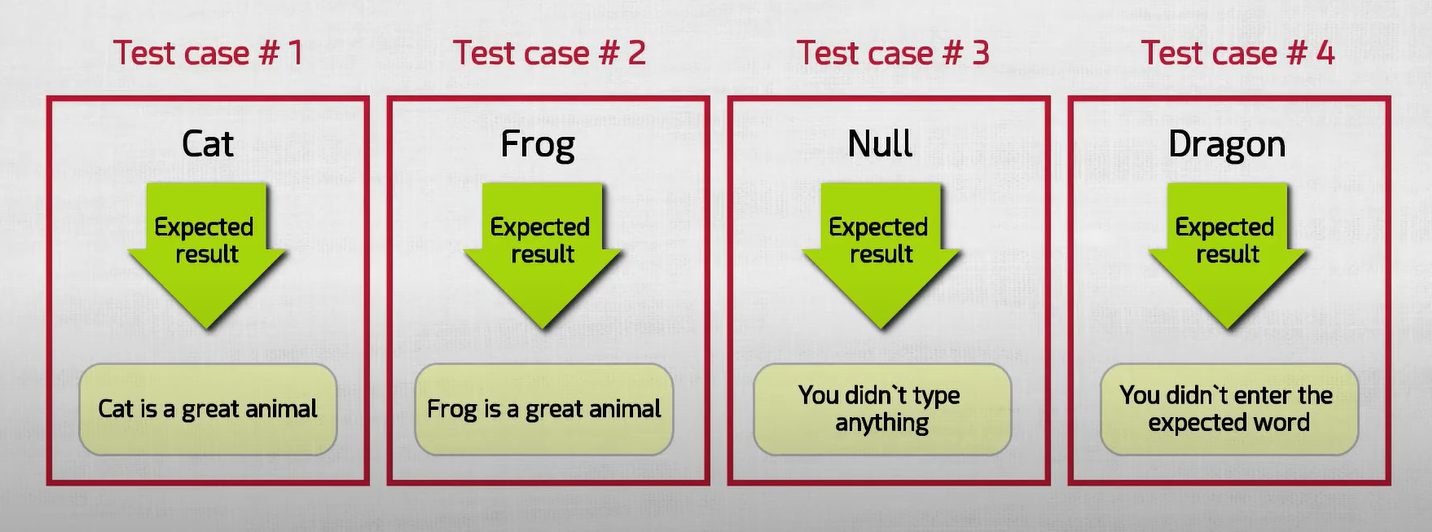 Test case # 1
Cat
Expected
result
Cat is a great animal
Test case # 2
Frog
Expected
result
Frog is a great animal
Test case # 3
Null
Expected
result
You didn`t type
anything
Test case # 4
Dragon
Expected
result
You didn`t enter the
expected word